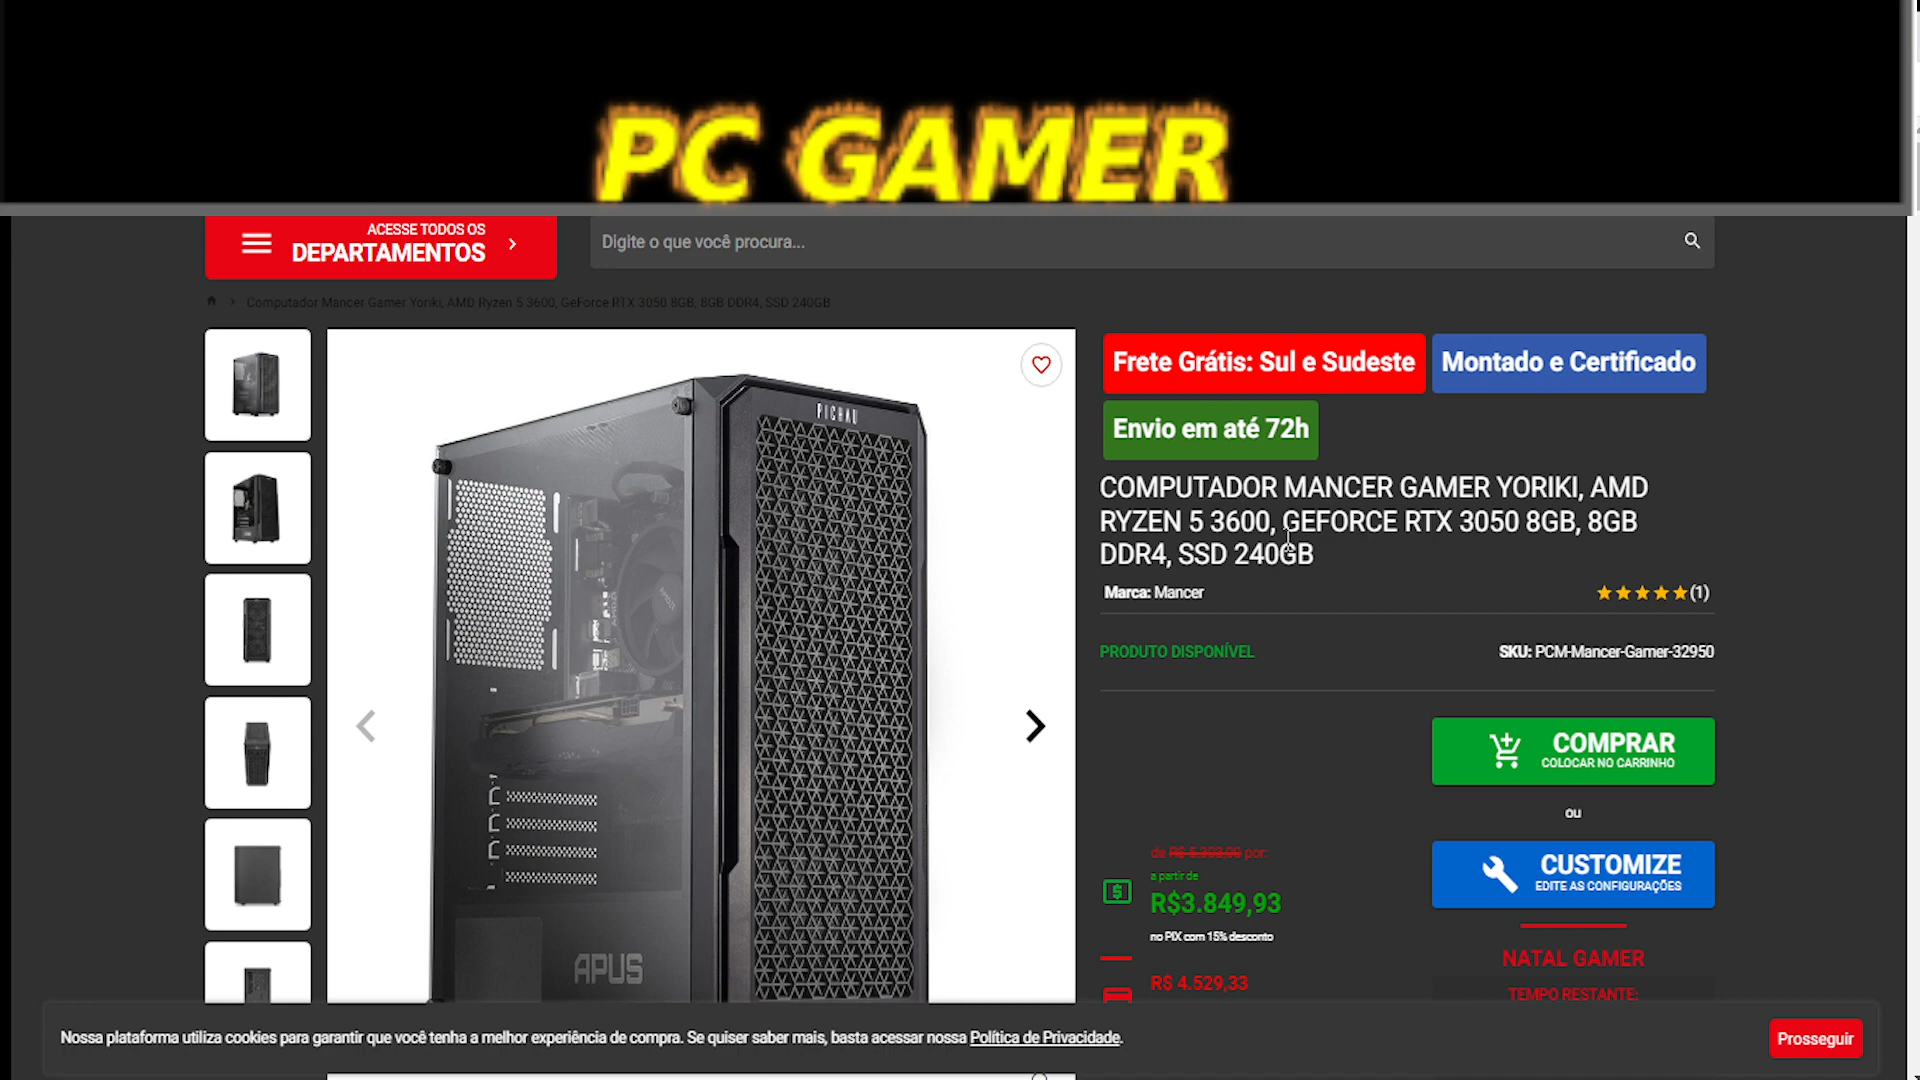 PC GAMER
ACESSE TODOS OS
DEPARTAMENTOS
Digite o que você procura...
Computador Mancer Gamer Yoriki, AMD Ryzen 5 3600, GeForce RTX 3050 8GB, 8GB DDR4, SSD 240GB
PICHAU
APUS
Frete Grátis: Sul e Sudeste
Montado e Certificado
Envio em até 72h
COMPUTADOR MANCER GAMER YORIKI, AMD
RYZEN 5 3600, GEFORCE RTX 3050 8GB, 8GB
DDR4, SSD 240GB
Marca: Mancer
(1)
PRODUTO DISPONÍVEL
SKU: PCM-Mancer-Gamer-32950
COMPRAR
COLOCAR NO CARRINHO
ou
CUSTOMIZE
EDITE AS CONFIGURAÇÕES
de R$ 5.303,00 por:
a partir de
R$3.849,93
no PIX com 15% desconto
R$ 4.529,33
NATAL GAMER
TEMPO RESTANTE:
Nossa plataforma utiliza cookies para garantir que você tenha a melhor experiência de compra. Se quiser saber mais, basta acessar nossa Política de Privacidade.
Prosseguir